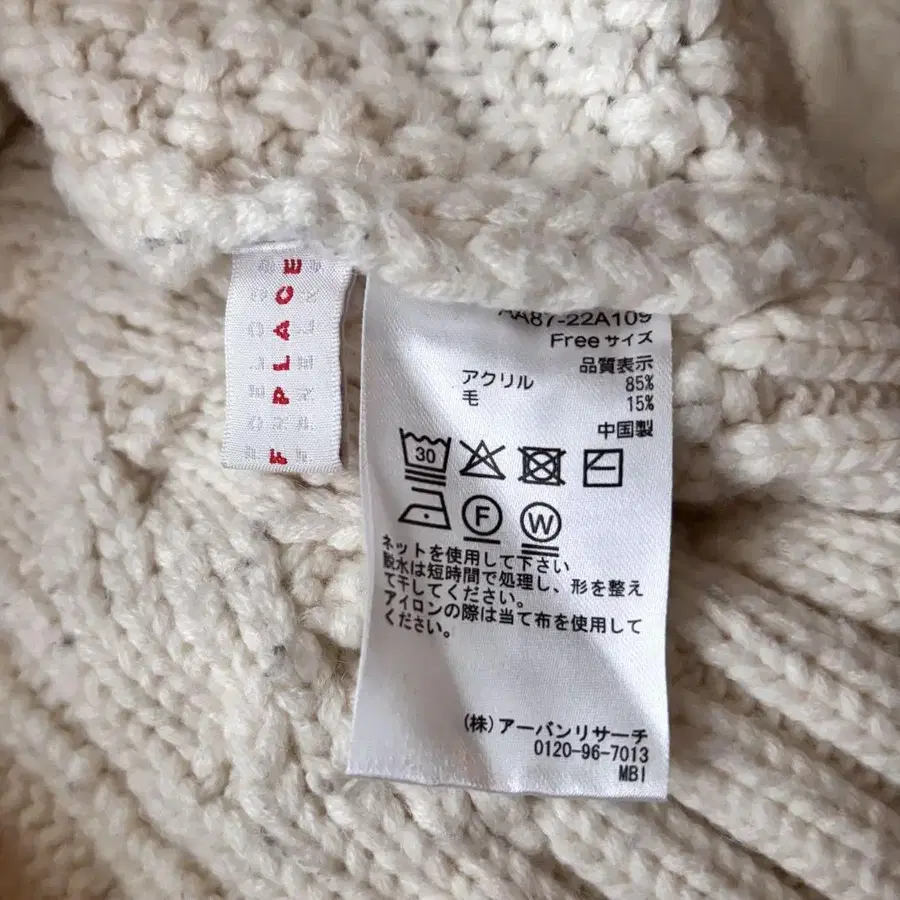 F PLACE
AA87-22A109
Freeサイズ
品質表示
アクリル 85%
毛 15%
中国製
30
F W
ネットを使用して下さい
脱水は短時間で処理し、形を整え
て干してください。
アイロンの際は当て布を使用して
ください。
(株)アーバンリサーチ
0120-96-7013
MBI